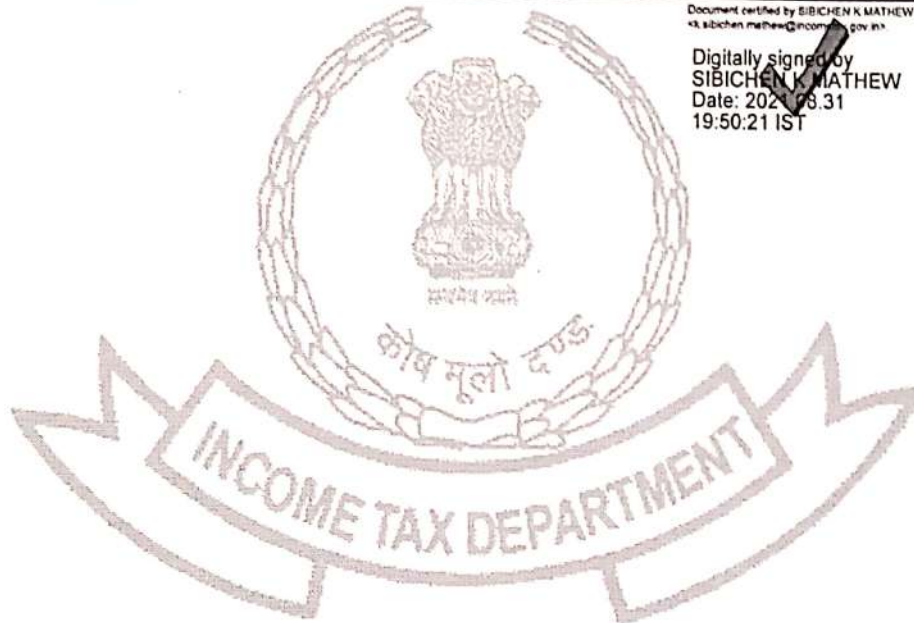 Document certified by SIBICHEN K MATHEW
Digitally signed by
SIBICHEN K MATHEW
Date: 2021.08.31
19:50:21 IST
सत्यमेव जयते
कोष मूलो दण्ड:
INCOME TAX DEPARTMENT